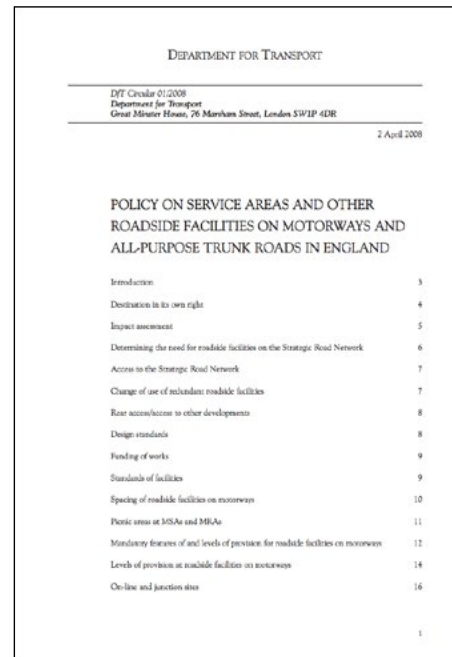 DEPARTMENT FOR TRANSPORT
DfT Circular 01/2008
Department for Transport
Great Minster House, 76 Marsham Street, London SW1P 4DR
2 April 2008
POLICY ON SERVICE AREAS AND OTHER
ROADSIDE FACILITIES ON MOTORWAYS AND
ALL-PURPOSE TRUNK ROADS IN ENGLAND
Introduction 3
Destination in its own right 4
Impact assessment 5
Determining the need for roadside facilities on the Strategic Road Network 6
Access to the Strategic Road Network 7
Change of use of redundant roadside facilities 7
Rear access/access to other developments 8
Design standards 8
Funding of works 9
Standards of facilities 9
Spacing of roadside facilities on motorways 10
Picnic areas at MSAs and MRAs 11
Mandatory features of and levels of provision for roadside facilities on motorways 12
Levels of provision at roadside facilities on motorways 14
On-line and junction sites 16
1